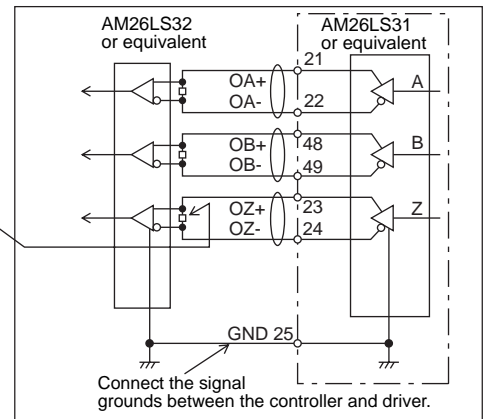 AM26LS32
or equivalent
AM26LS31
or equivalent
21
OA+
OA-
22
A
OB+
48
OB-
49
B
OZ+
23
OZ-
24
Z
GND 25
Connect the signal
grounds between the controller and driver.